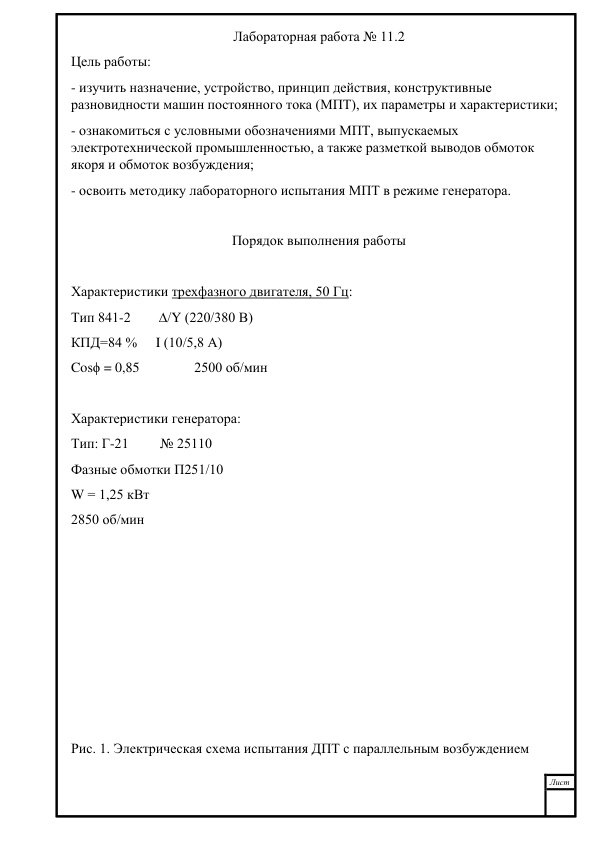 Лабораторная работа № 11.2
Цель работы:
- изучить назначение, устройство, принцип действия, конструктивные
разновидности машин постоянного тока (МПТ), их параметры и характеристики;
- ознакомиться с условными обозначениями МПТ, выпускаемых
электротехнической промышленностью, а также разметкой выводов обмоток
якоря и обмоток возбуждения;
- освоить методику лабораторного испытания МПТ в режиме генератора.
Порядок выполнения работы
Характеристики трехфазного двигателя, 50 Гц:
Тип 841-2 Δ/Y (220/380 В)
КПД=84 % I (10/5,8 А)
Cosф = 0,85 2500 об/мин
Характеристики генератора:
Тип: Г-21 № 25110
Фазные обмотки П251/10
W = 1,25 кВт
2850 об/мин
Рис. 1. Электрическая схема испытания ДПТ с параллельным возбуждением
Лист